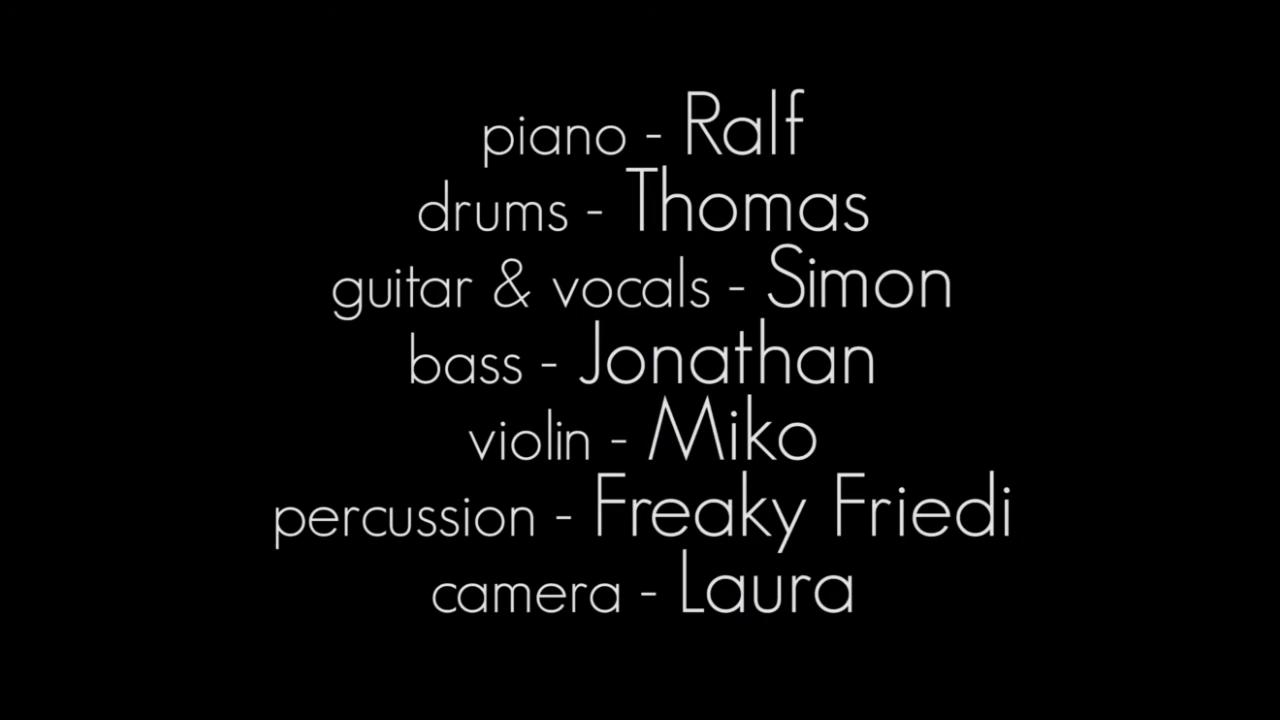 piano - Ralf
drums - Thomas
guitar & vocals - Simon
bass - Jonathan
violin - Miko
percussion - Freaky Friedi
camera - Laura